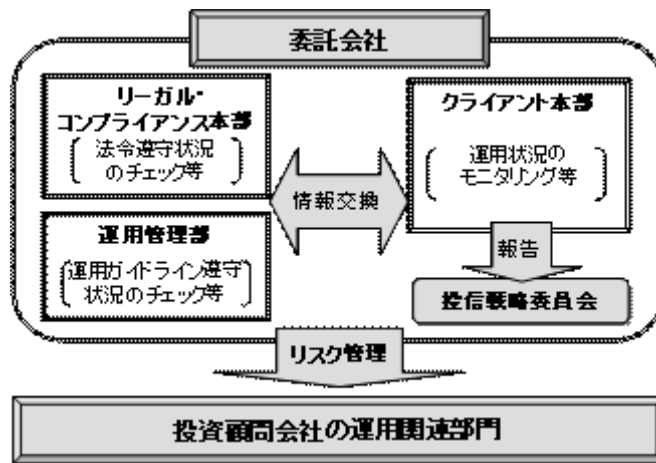 委託会社
リーガル・
コンプライアンス本部
法令遵守状況
のチェック等
運用管理部
運用ガイドライン遵守
状況のチェック等
情報交換
クライアント本部
運用状況の
モニタリング等
報告
投信戦略委員会
リスク管理
投資顧問会社の運用関連部門